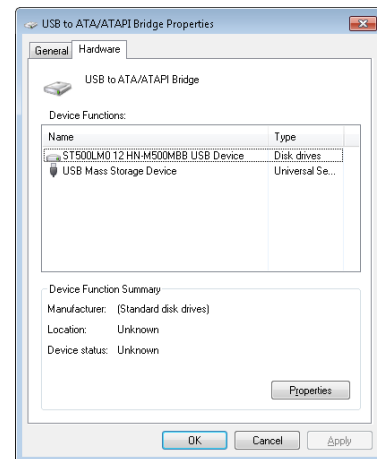 USB to ATA/ATAPI Bridge Properties
General Hardware
USB to ATA/ATAPI Bridge
Device Functions:
Name Type
ST500LM0 12 HN-M500MBB USB Device Disk drives
USB Mass Storage Device Universal Se...
Device Function Summary
Manufacturer: (Standard disk drives)
Location: Unknown
Device status: Unknown
Properties
OK Cancel Apply